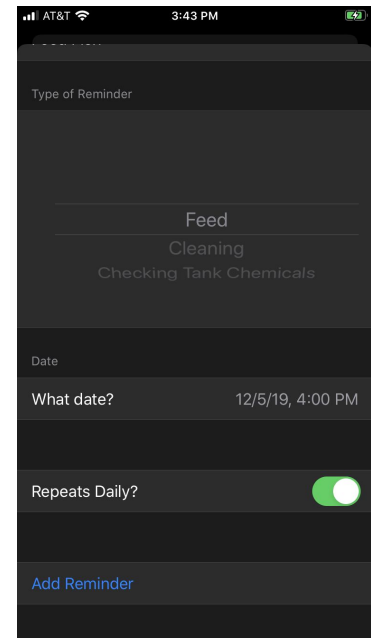 AT&T 3:43 PM
Type of Reminder
Feed
Cleaning
Checking Tank Chemicals
Date
What date? 12/5/19, 4:00 PM
Repeats Daily?
Add Reminder